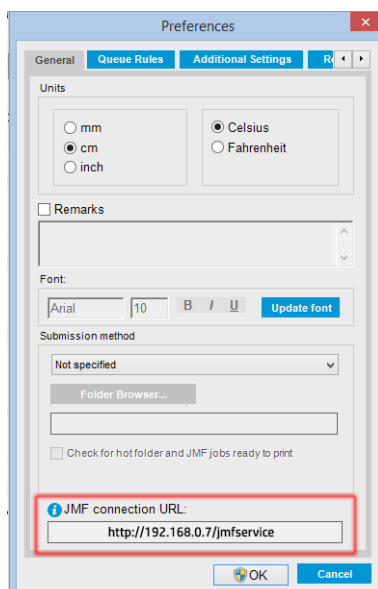 Preferences
General Queue Rules Additional Settings
Units
mm Celsius
cm Fahrenheit
inch
Remarks
Font:
Arial 10 B I U Update font
Submission method
Not specified
Folder Browser...
Check for hotfolder and JMF jobs ready to print
JMF connection URL:
http://192.168.0.7/jmfservice
OK Cancel